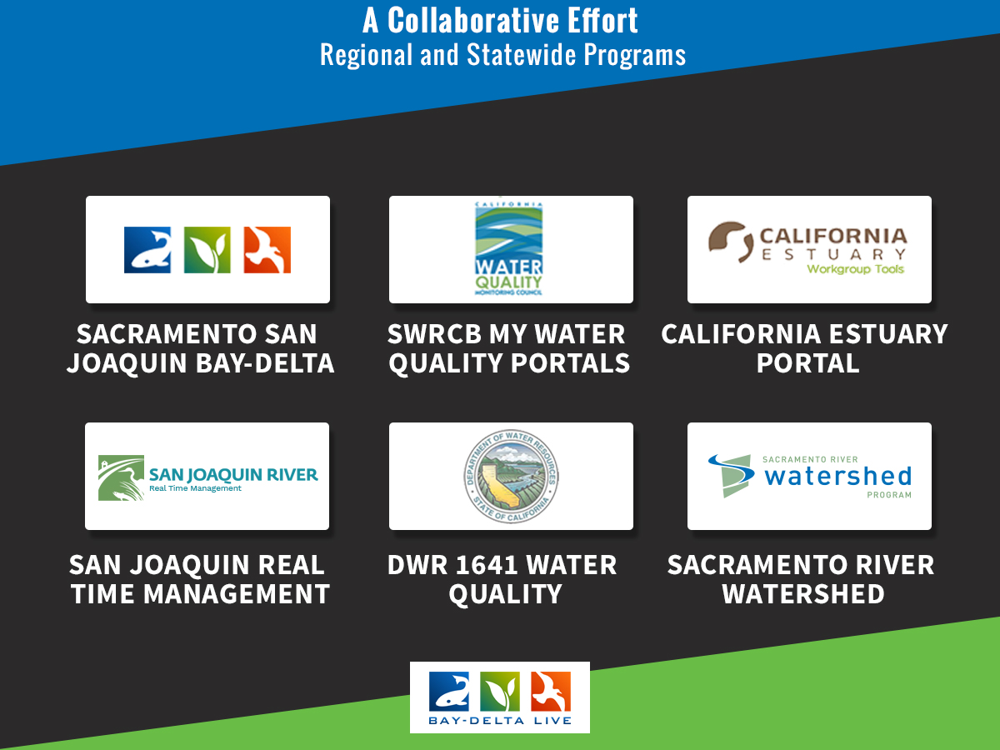 A Collaborative Effort
Regional and Statewide Programs
CALIFORNIA
WATER
QUALITY
MONITORING COUNCIL
CALIFORNIA
ESTUARY
Workgroup Tools
SACRAMENTO SAN
JOAQUIN BAY-DELTA
SWRCB MY WATER
QUALITY PORTALS
CALIFORNIA ESTUARY
PORTAL
SAN JOAQUIN RIVER
Real Time Management
DEPARTMENT OF WATER RESOURCES
STATE OF CALIFORNIA
SACRAMENTO RIVER
watershed
PROGRAM
SAN JOAQUIN REAL
TIME MANAGEMENT
DWR 1641 WATER
QUALITY
SACRAMENTO RIVER
WATERSHED
BAY-DELTA LIVE